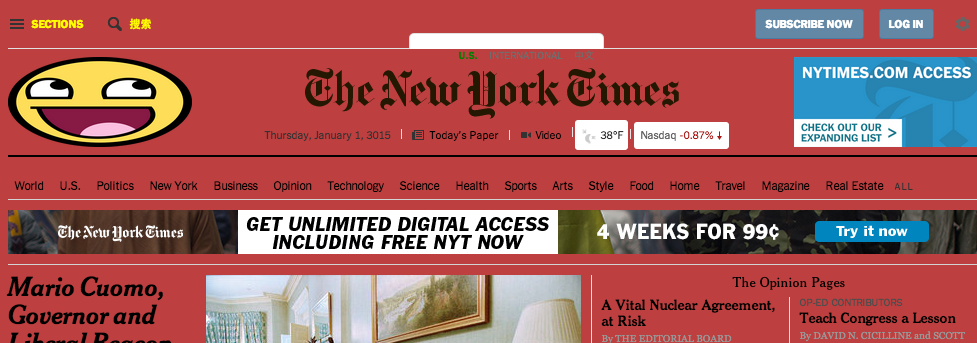 SECTIONS
搜索
SUBSCRIBE NOW
LOG IN
U.S. INTERNATIONAL
The New York Times
NYTIMES.COM ACCESS
CHECK OUT OUR
EXPANDING LIST >
Thursday, January 1, 3015
Today's Paper
Video
38°F
Nasdaq -0.87% ↓
World U.S. Politics New York Business Opinion Technology Science Health Sports Arts Style Food Home Travel Magazine Real Estate ALL
The New York Times
GET UNLIMITED DIGITAL ACCESS
INCLUDING FREE NYT NOW
4 WEEKS FOR 99¢
Try it now
Mario Cuomo,
Governor and
Liberal Beacon
The Opinion Pages
A Vital Nuclear Agreement,
at Risk
By THE EDITORIAL BOARD
OP-ED CONTRIBUTORS
Teach Congress a Lesson
By DAVID N. CICILLINE and SCOTT